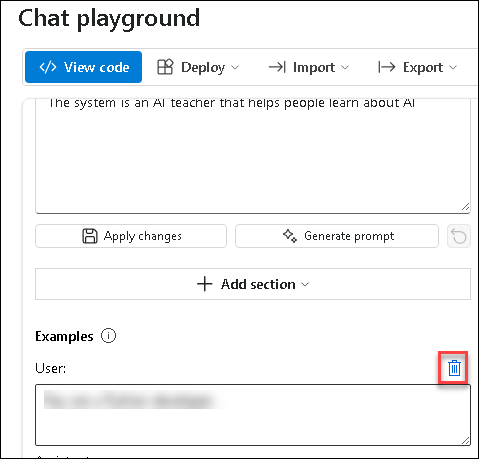 Chat playground
View code Deploy Import Export
The system is an AI teacher that helps people learn about AI
Apply changes Generate prompt
Add section
Examples
User: